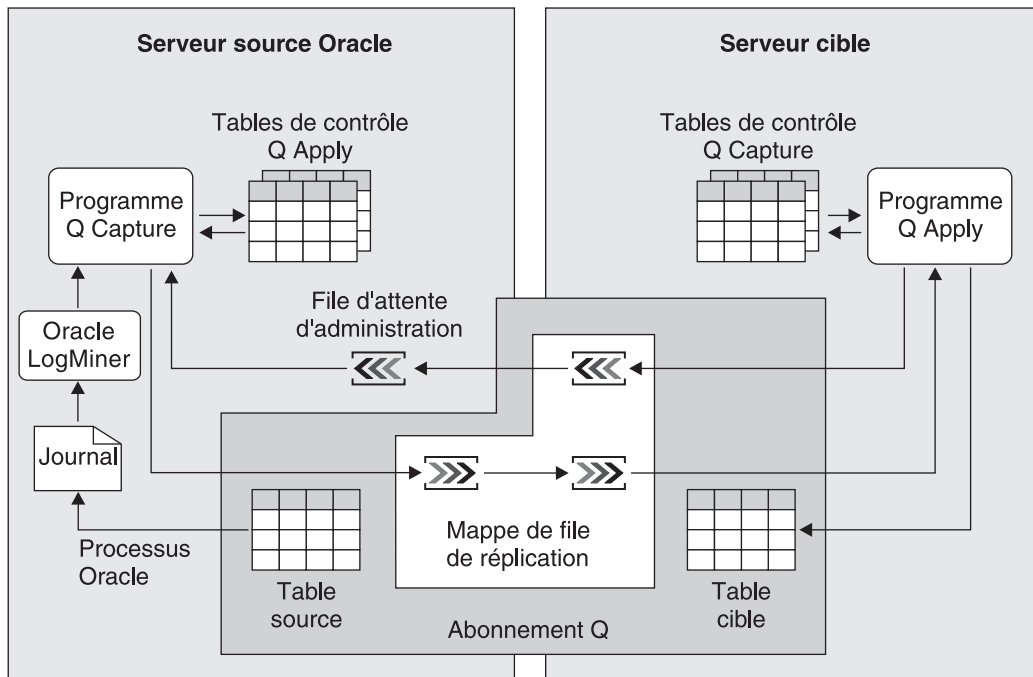 Serveur source Oracle
Serveur cible
Tables de contrôle
Q Apply
Tables de contrôle
Q Capture
Programme
Q Capture
Programme
Q Apply
File d'attente
d'administration
Oracle
LogMiner
Journal
Mappe de file
de réplication
Processus
Oracle
Table
source
Table
cible
Abonnement Q